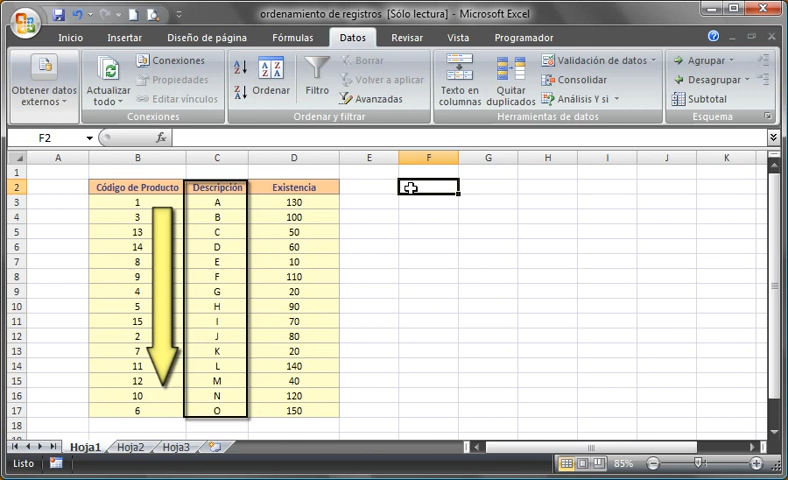 ordenamiento de registros [Sólo lectura] - Microsoft Excel
Inicio Insertar Diseño de página Fórmulas Datos Revisar Vista Programador
Obtener datos externos
Actualizar todo
Conexiones
Propiedades
Editar vínculos
Conexiones
Ordenar
Filtro
Borrar
Volver a aplicar
Avanzadas
Ordenar y filtrar
Texto en columnas
Quitar duplicados
Validación de datos
Consolidar
Análisis Y si
Herramientas de datos
Agrupar
Desagrupar
Subtotal
Esquema
F2 fx
A B C D E F G H I J K
1
2 Código de Producto Descripción Existencia
3 1 A 130
4 3 B 100
5 13 C 50
6 14 D 60
7 8 E 10
8 9 F 110
9 4 G 20
10 5 H 90
11 15 I 70
12 2 J 80
13 7 K 20
14 11 L 140
15 12 M 40
16 10 N 120
17 6 O 150
18
Hoja1 Hoja2 Hoja3
Listo 85%